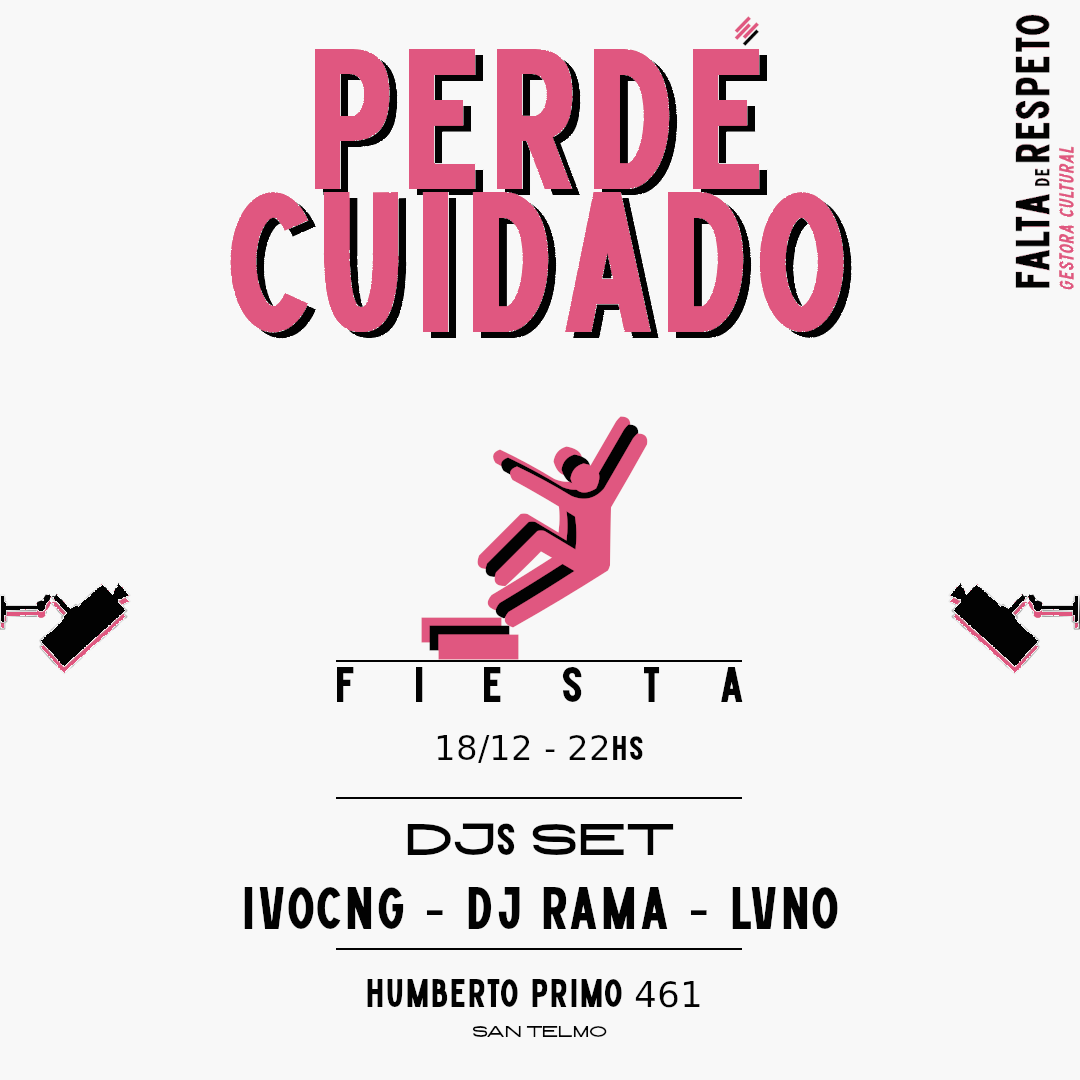 PERDÉ
CUIDADO
FALTA DE RESPETO
GESTORA CULTURAL
FIESTA
18/12 - 22HS
DJs SET
IVOCNG - DJ RAMA - LVNO
HUMBERTO PRIMO 461
SAN TELMO